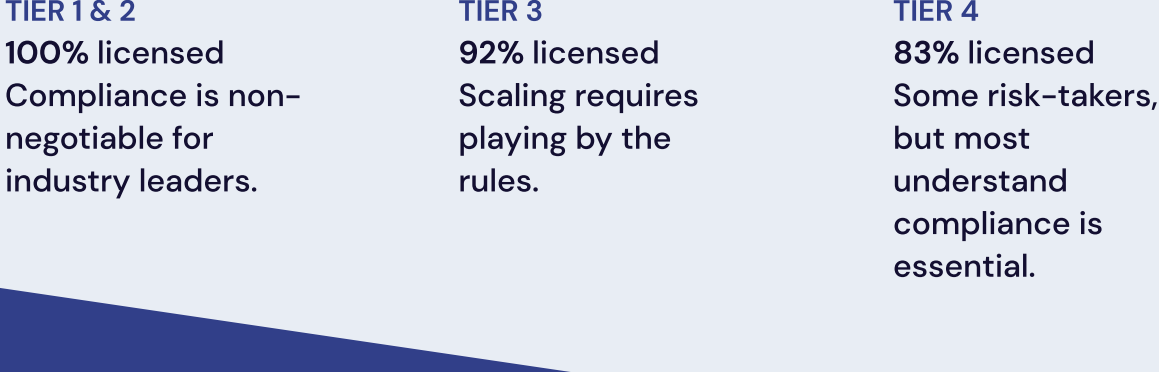 TIER 1 & 2
100% licensed
Compliance is non-
negotiable for
industry leaders.
TIER 3
92% licensed
Scaling requires
playing by the
rules.
TIER 4
83% licensed
Some risk-takers,
but most
understand
compliance is
essential.